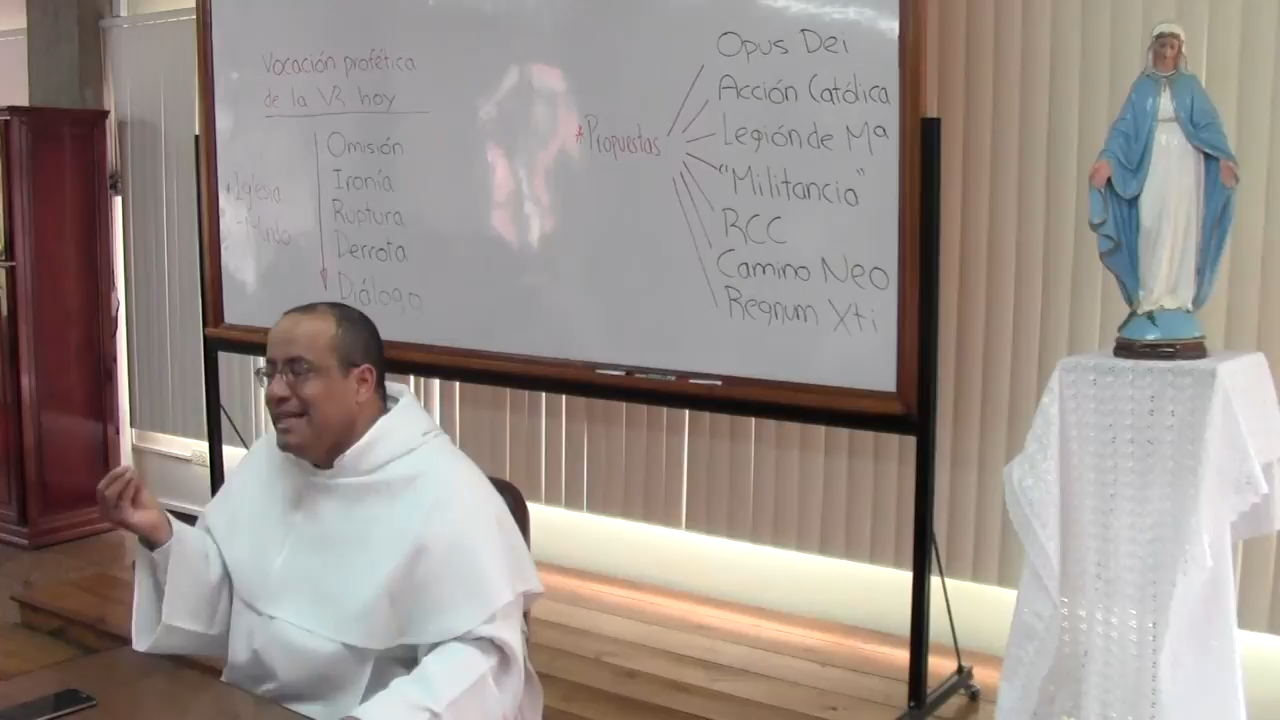 Vocación profética
de la VR hoy
Omisión
Ironía
Ruptura
Derrota
Diálogo
Iglesia
*Propuestas
Opus Dei
Acción Católica
Legión de Mª
"Militancia"
RCC
Camino Neo
Regnum Xti